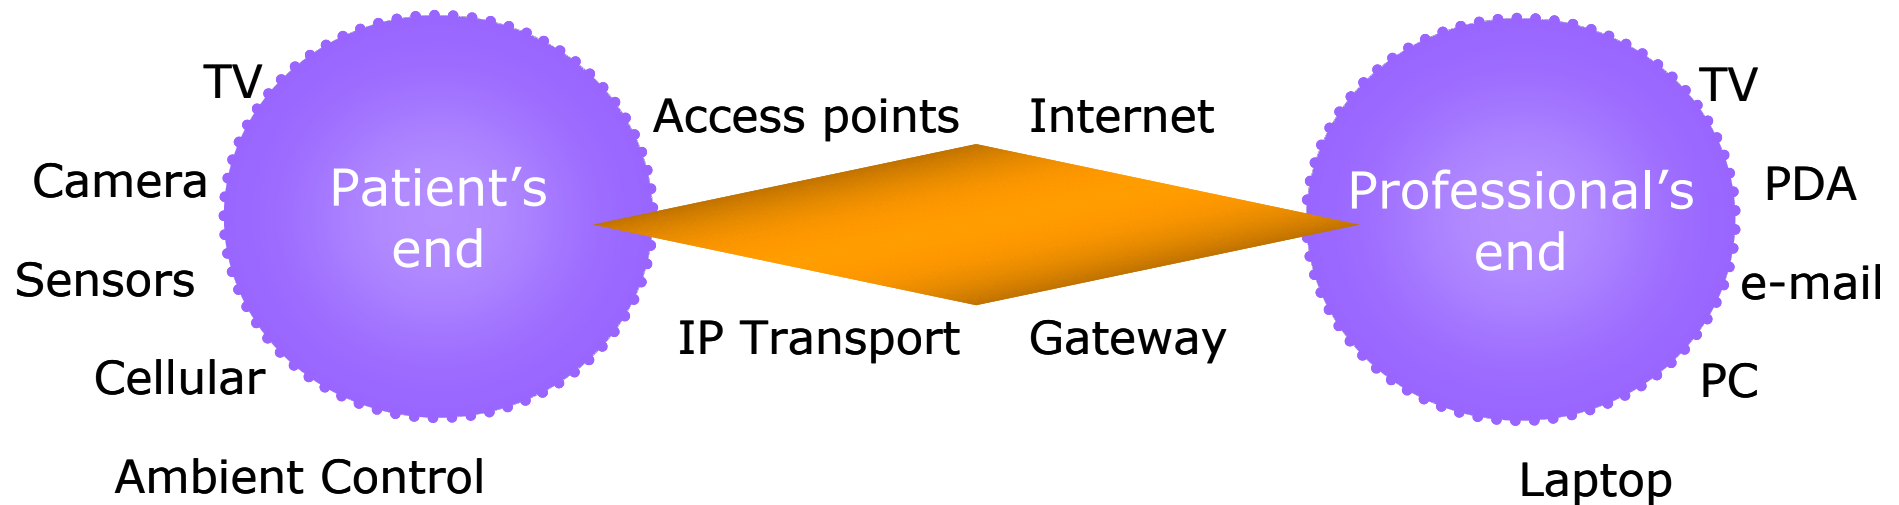 TV
Camera
Sensors
Cellular
Ambient Control
Patient’s
end
Access points
Internet
IP Transport
Gateway
Professional’s
end
TV
PDA
e-mail
PC
Laptop